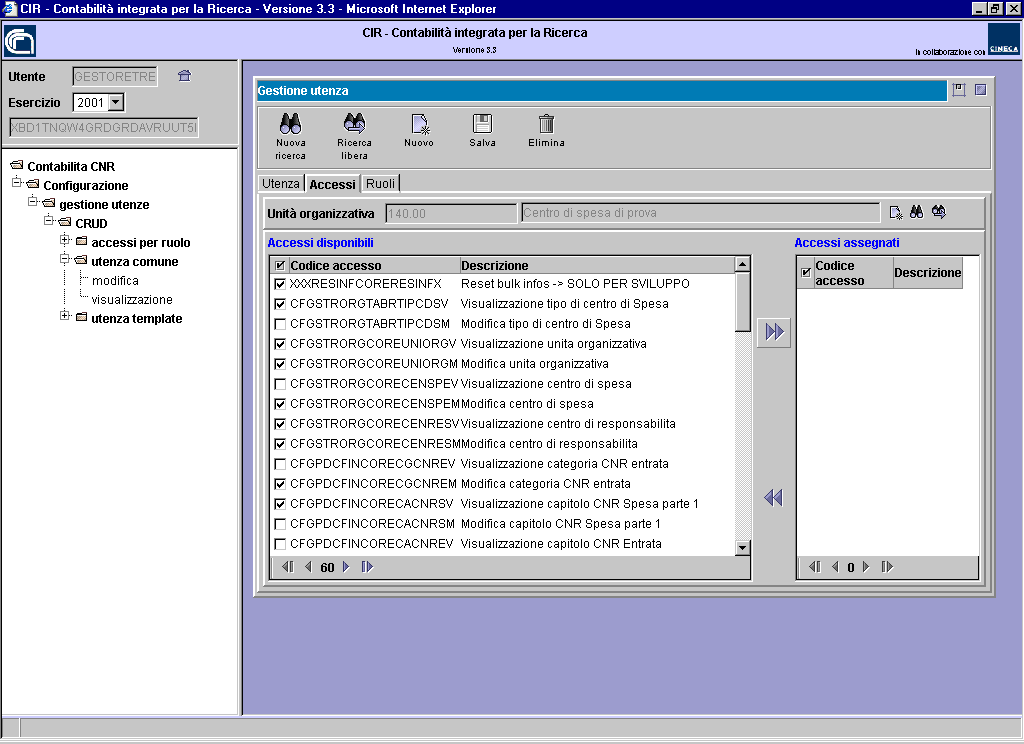 CIR - Contabilità integrata per la Ricerca - Versione 3.3 - Microsoft Internet Explorer
CIR - Contabilità integrata per la Ricerca
Versione 3.3
In collaborazione con
CINECA
Utente GESTORETRE
Esercizio 2001
XBD1TNQW4GRDGRDAVRUUT5I
Contabilita CNR
Configurazione
gestione utenze
CRUD
accessi per ruolo
utenza comune
modifica
visualizzazione
utenza template
Gestione utenza
Nuova ricerca
Ricerca libera
Nuovo
Salva
Elimina
Utenza Accessi Ruoli
Unità organizzativa 140.00 Centro di spesa di prova
Accessi disponibili
Codice accesso Descrizione
XXXRESINFCORERESINFX Reset bulk infos -> SOLO PER SVILUPPO
CFGSTRORGTABRTIPCDSV Visualizzazione tipo di centro di Spesa
CFGSTRORGTABRTIPCDSM Modifica tipo di centro di Spesa
CFGSTRORGCOREUNIORGV Visualizzazione unita organizzativa
CFGSTRORGCOREUNIORGM Modifica unita organizzativa
CFGSTRORGCORECENSPEV Visualizzazione centro di spesa
CFGSTRORGCORECENSPEM Modifica centro di spesa
CFGSTRORGCORECENRESV Visualizzazione centro di responsabilita
CFGSTRORGCORECENRESM Modifica centro di responsabilita
CFGPDCFINCORECGCNREV Visualizzazione categoria CNR entrata
CFGPDCFINCORECGCNREM Modifica categoria CNR entrata
CFGPDCFINCORECACNRSV Visualizzazione capitolo CNR Spesa parte 1
CFGPDCFINCORECACNRSM Modifica capitolo CNR Spesa parte 1
CFGPDCFINCORECACNREV Visualizzazione capitolo CNR Entrata
60
Accessi assegnati
Codice accesso Descrizione
0